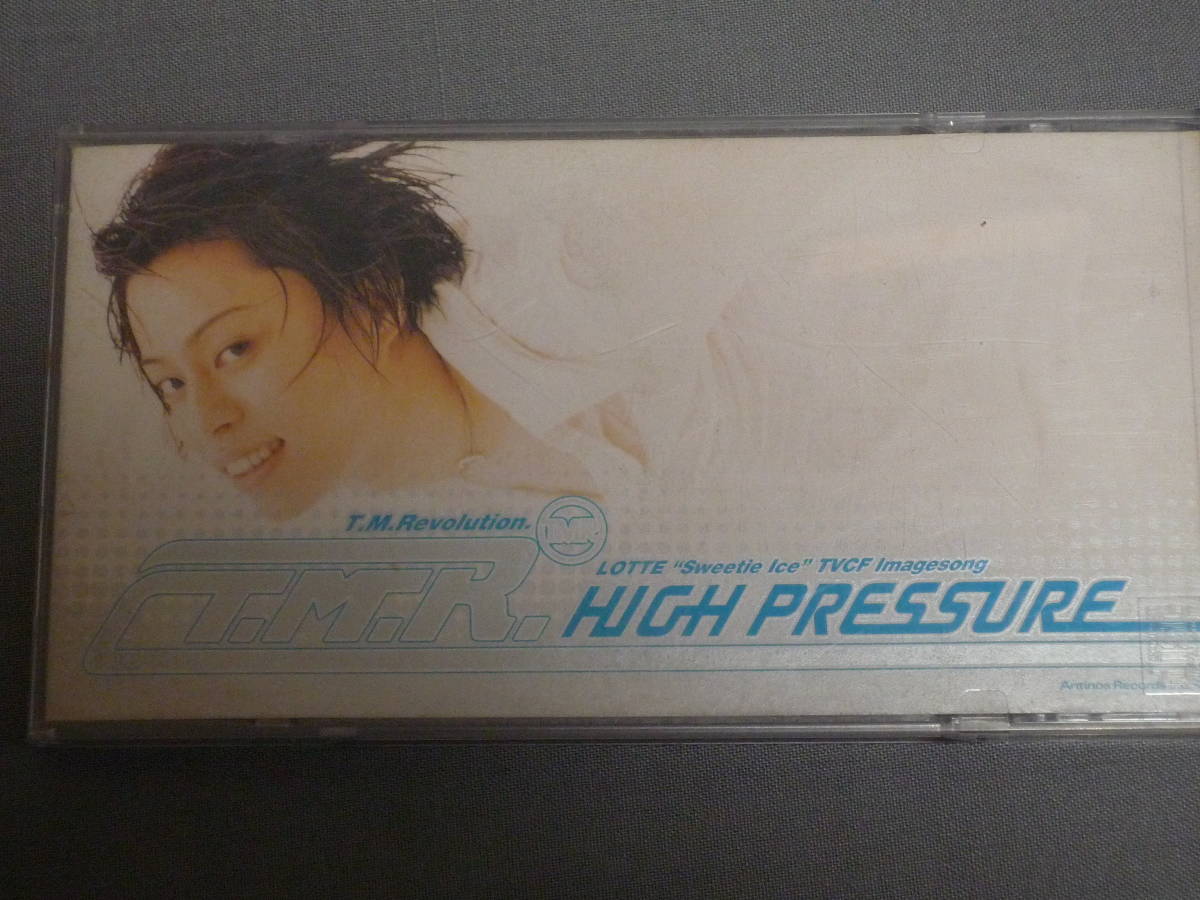 T.M.Revolution.
T.M.R.
LOTTE "Sweetie Ice" TVCF Imagesong
HIGH PRESSURE
Antinos Records